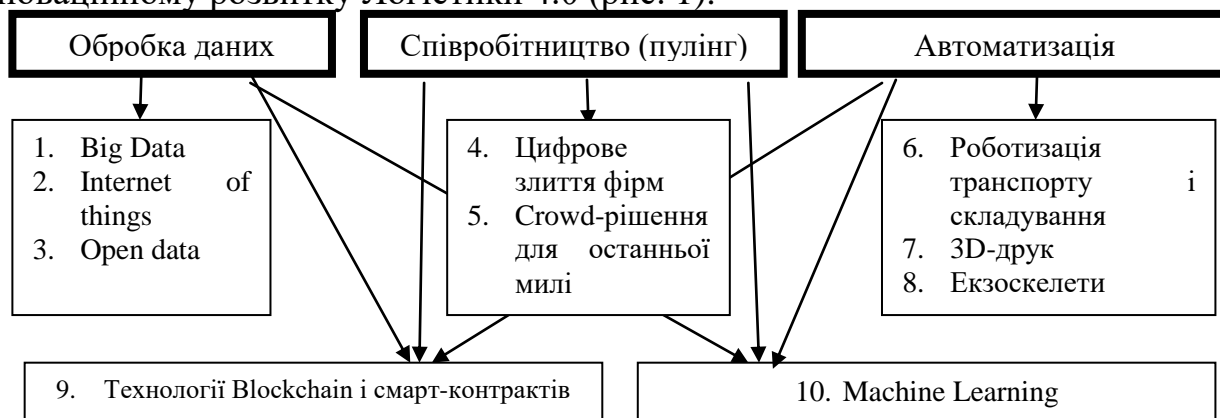 новаційному розвитку Логістики 4.0 (рис. 1).
Обробка даних
Співробітництво (пулінг)
Автоматизація
1. Big Data
2. Internet of
things
3. Open data
4. Цифрове
злиття фірм
5. Crowd-рішення
для останньої
милі
6. Роботизація
транспорту і
складування
7. 3D-друк
8. Екзоскелети
9. Технології Blockchain і смарт-контрактів
10. Machine Learning